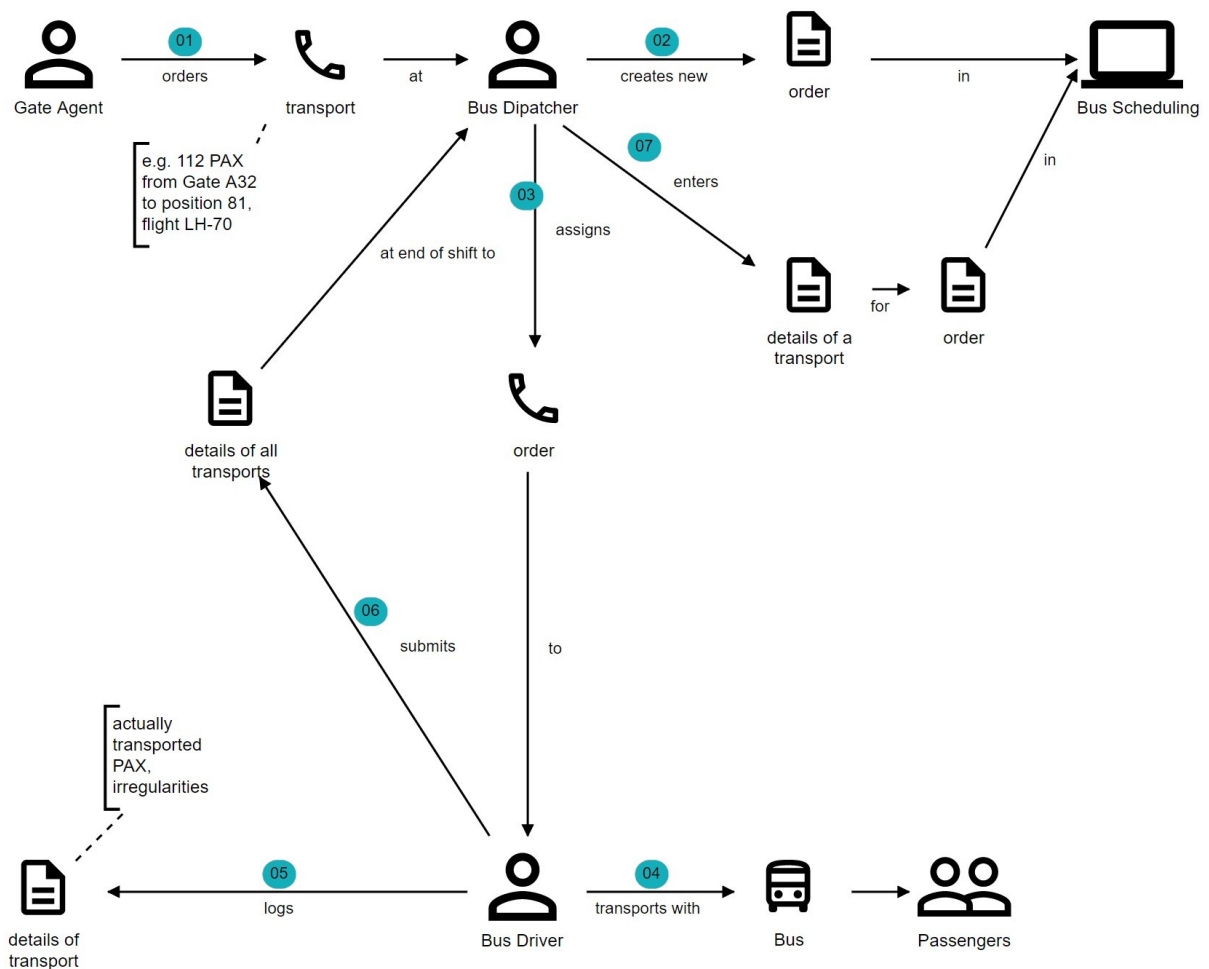 01
02
orders
at
creates new
in
Gate Agent
transport
Bus Dipatcher
order
Bus Scheduling
e.g. 112 PAX
from Gate A32
to position 81,
flight LH-70
07
enters
in
03
assigns
at end of shift to
for
details of a
transport
order
details of all
transports
order
06
submits
to
actually
transported
PAX,
irregularities
05
logs
04
transports with
details of
transport
Bus Driver
Bus
Passengers